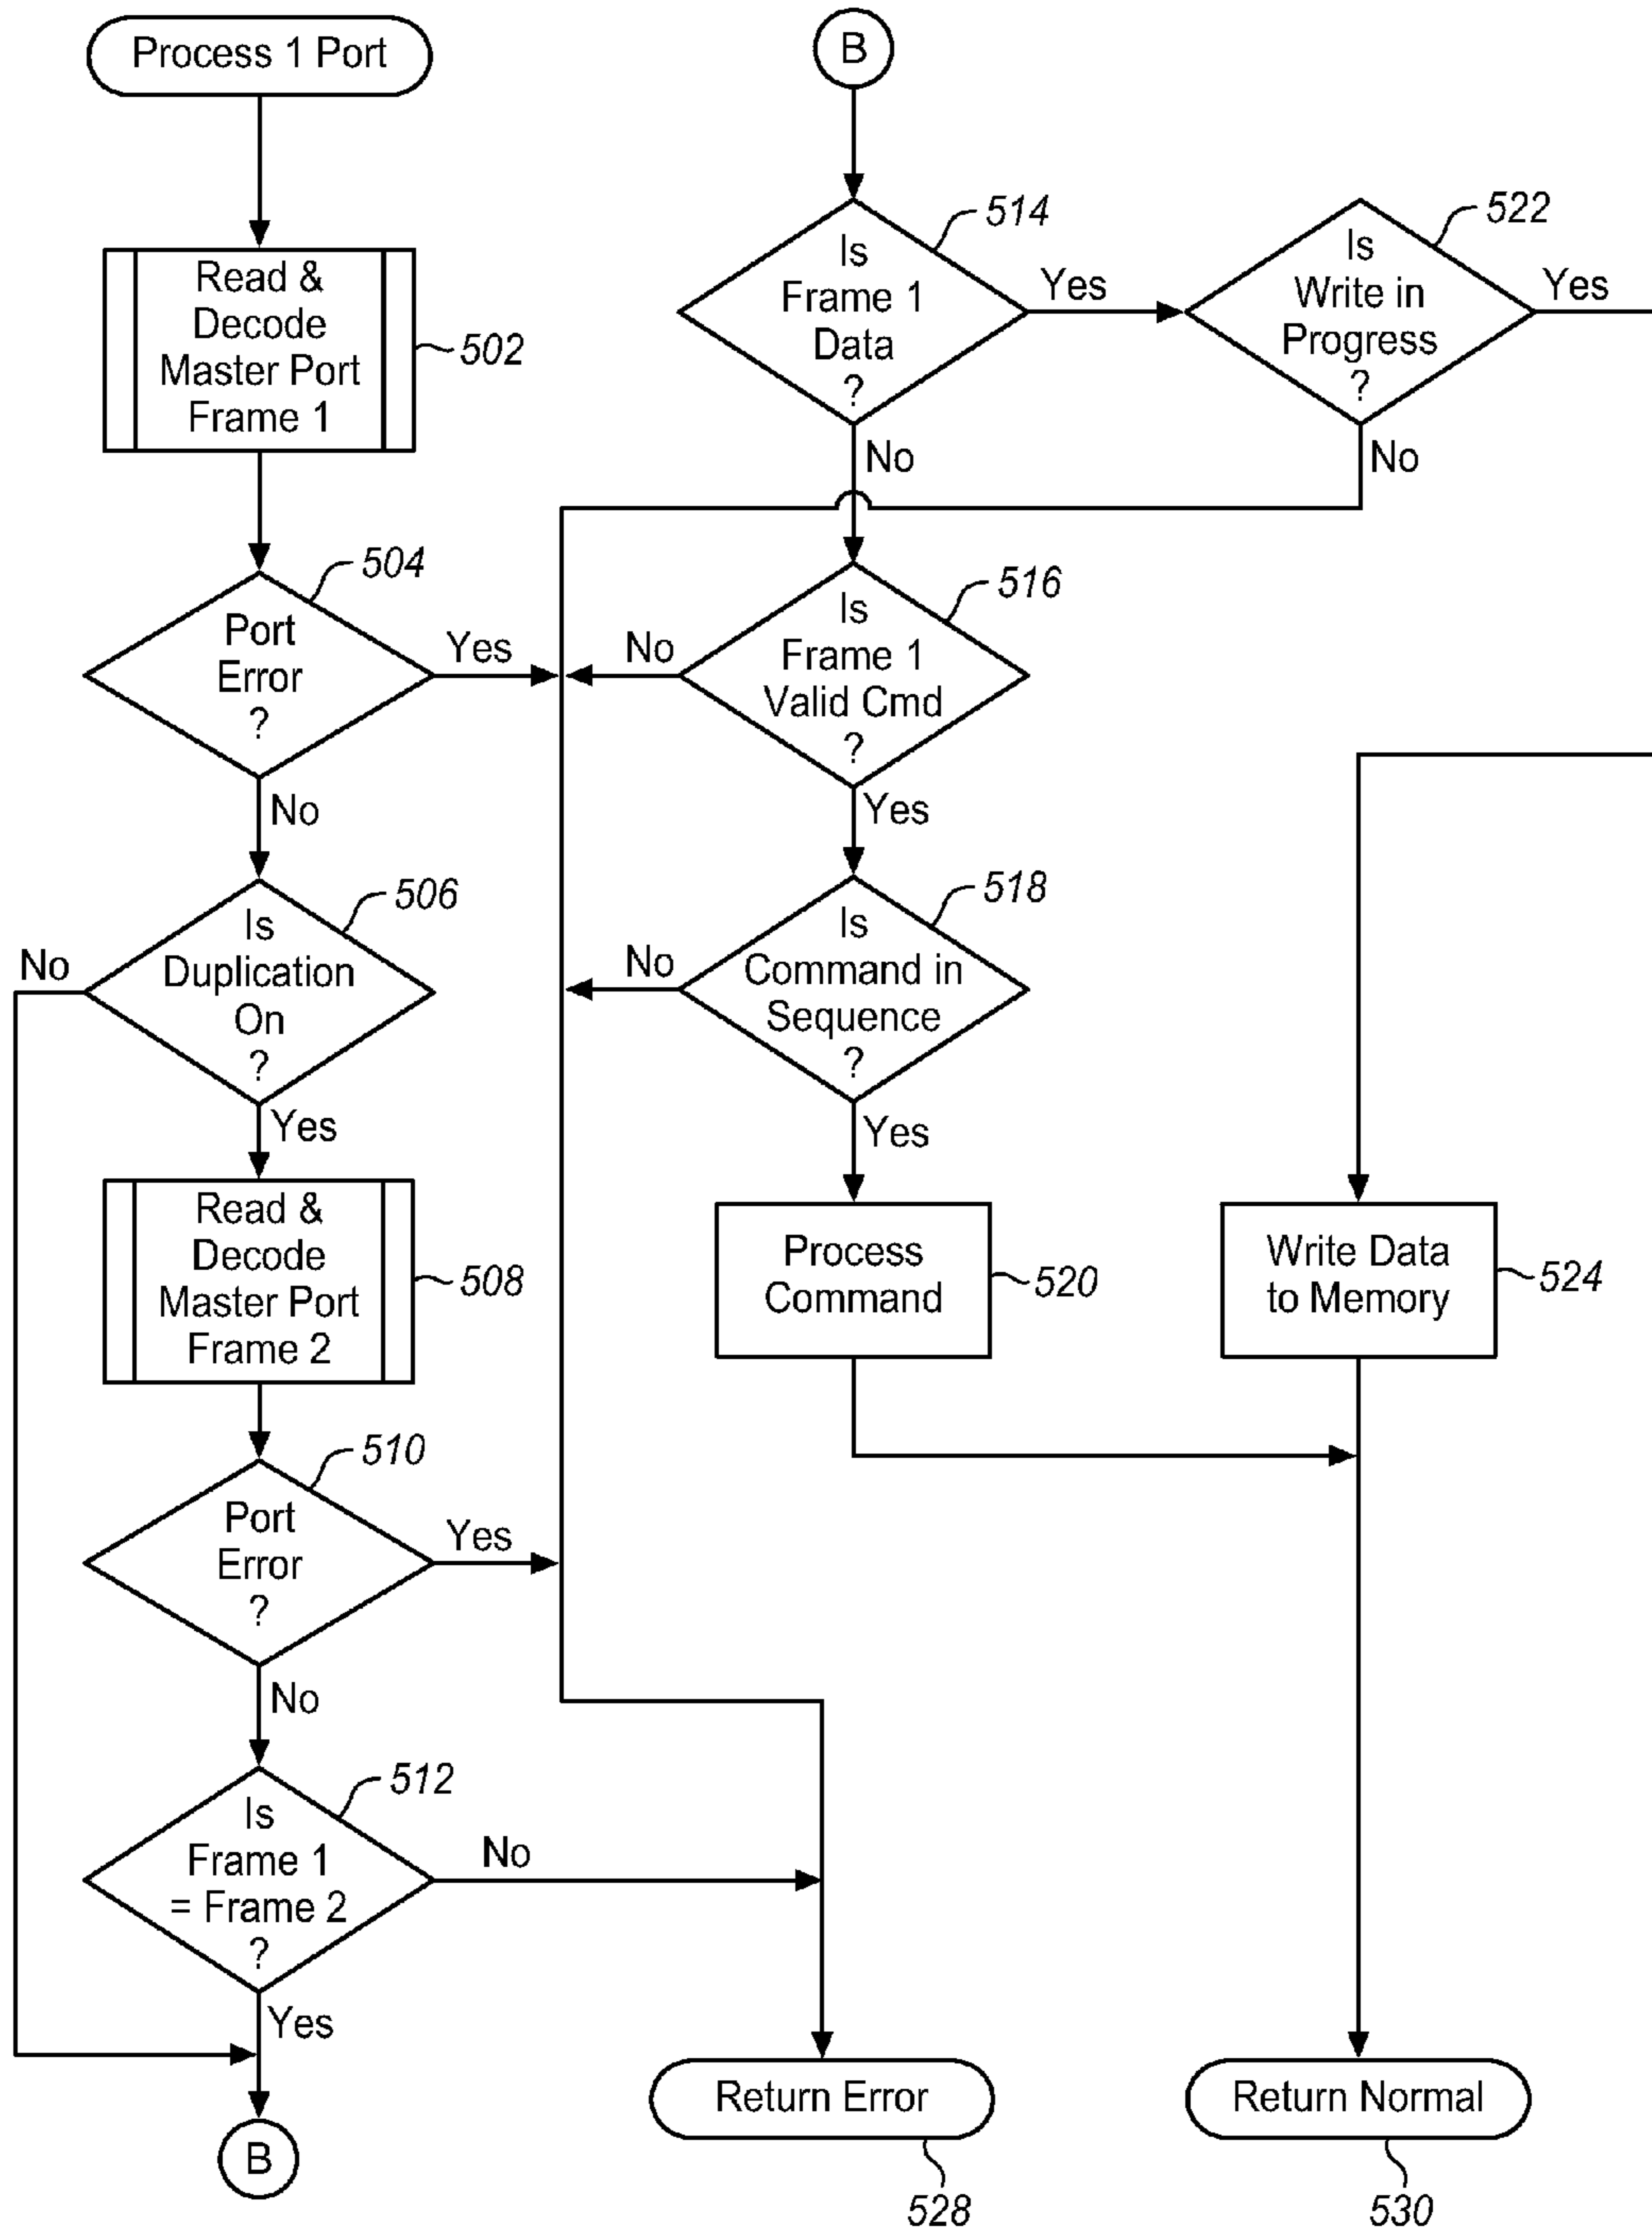 Process 1 Port
Read &
Decode
Master Port
Frame 1
502
Port
Error
?
504
Yes
No
Is
Duplication
On
?
506
No
Yes
Read &
Decode
Master Port
Frame 2
508
Port
Error
?
510
Yes
No
Is
Frame 1
= Frame 2
?
512
No
Yes
B
B
Is
Frame 1
Data
?
514
Yes
No
Is
Write in
Progress
?
522
Yes
No
Is
Frame 1
Valid Cmd
?
516
No
Yes
Is
Command in
Sequence
?
518
No
Yes
Process
Command
520
Write Data
to Memory
524
Return Error
528
Return Normal
530